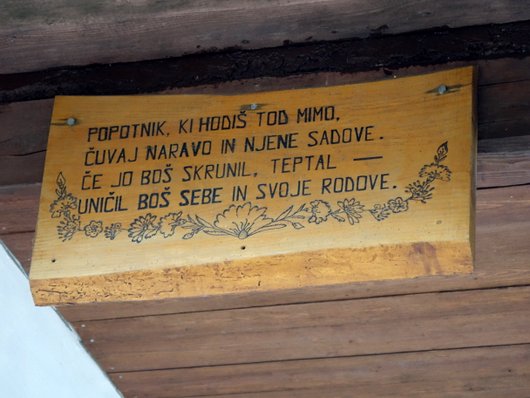 POPOTNIK, KI HODIŠ TOD MIMO,
ČUVAJ NARAVO IN NJENE SADOVE.
ČE JO BOŠ SKRUNIL, TEPTAL —
UNIČIL BOŠ SEBE IN SVOJE RODOVE.